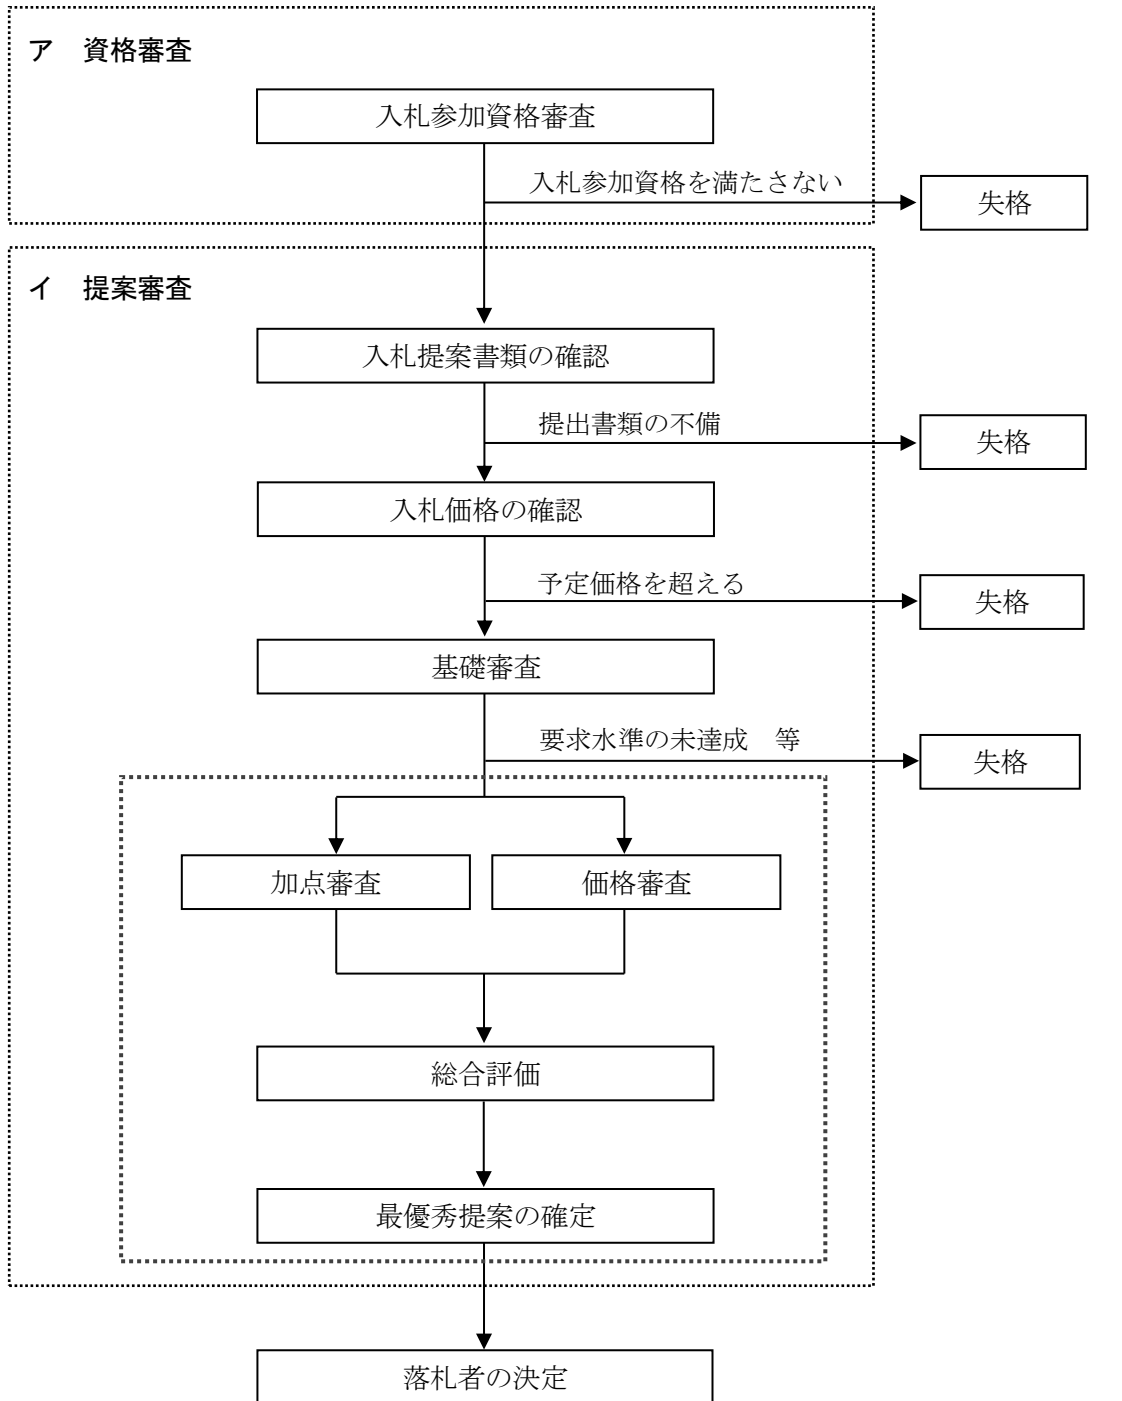 ア　資格審査
入札参加資格審査
入札参加資格を満たさない
失格
イ　提案審査
入札提案書類の確認
提出書類の不備
失格
入札価格の確認
予定価格を超える
失格
基礎審査
要求水準の未達成　等
失格
加点審査
価格審査
総合評価
最優秀提案の確定
落札者の決定